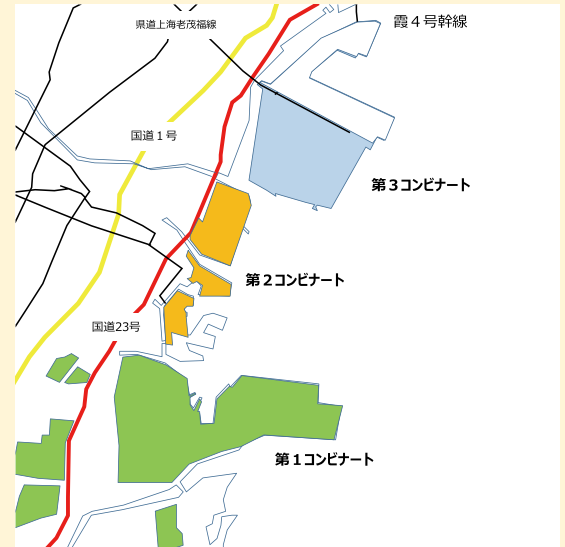 県道上海老茂福線
霞４号幹線
国道１号
第３コンビナート
第２コンビナート
国道23号
第１コンビナート